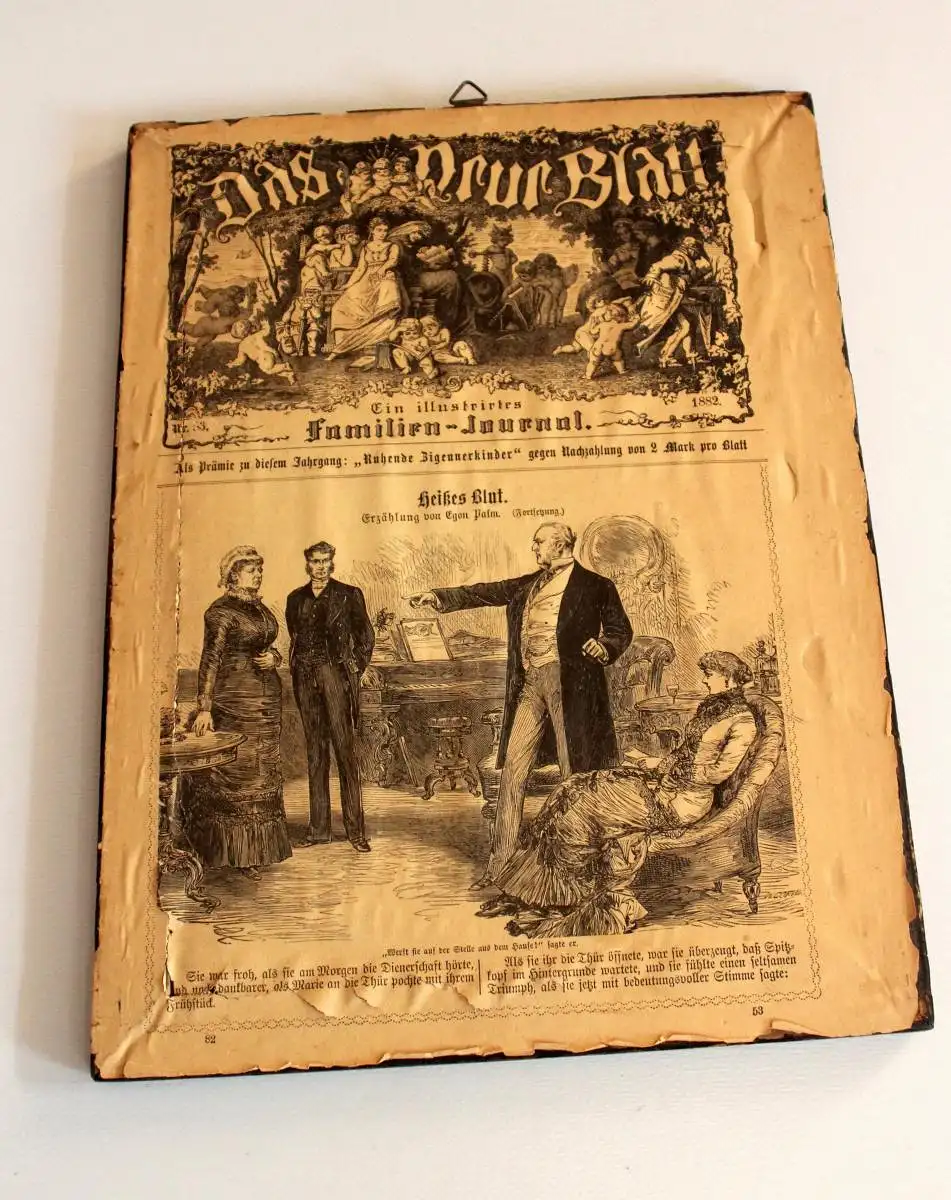 Das Neue Blatt
Ein illustrirtes
Nr. 53. Familien-Journal. 1882.
Als Prämie zu diesem Jahrgang: „Ruhende Zigeunerkinder“ gegen Nachzahlung von 2 Mark pro Blatt
Heißes Blut.
Erzählung von Egon Palm. (Fortsetzung.)
„Werft sie auf der Stelle aus dem Hause!“ sagte er.
Sie war froh, als sie am Morgen die Dienerschaft hörte,
und noch dankbarer, als Marie an die Thür pochte mit ihrem
Frühstück.
Als sie ihr die Thür öffnete, war sie überzeugt, daß Spitz-
kopf im Hintergrunde wartete, und sie fühlte einen seltsamen
Triumph, als sie jetzt mit bedeutungsvoller Stimme sagte:
82
53